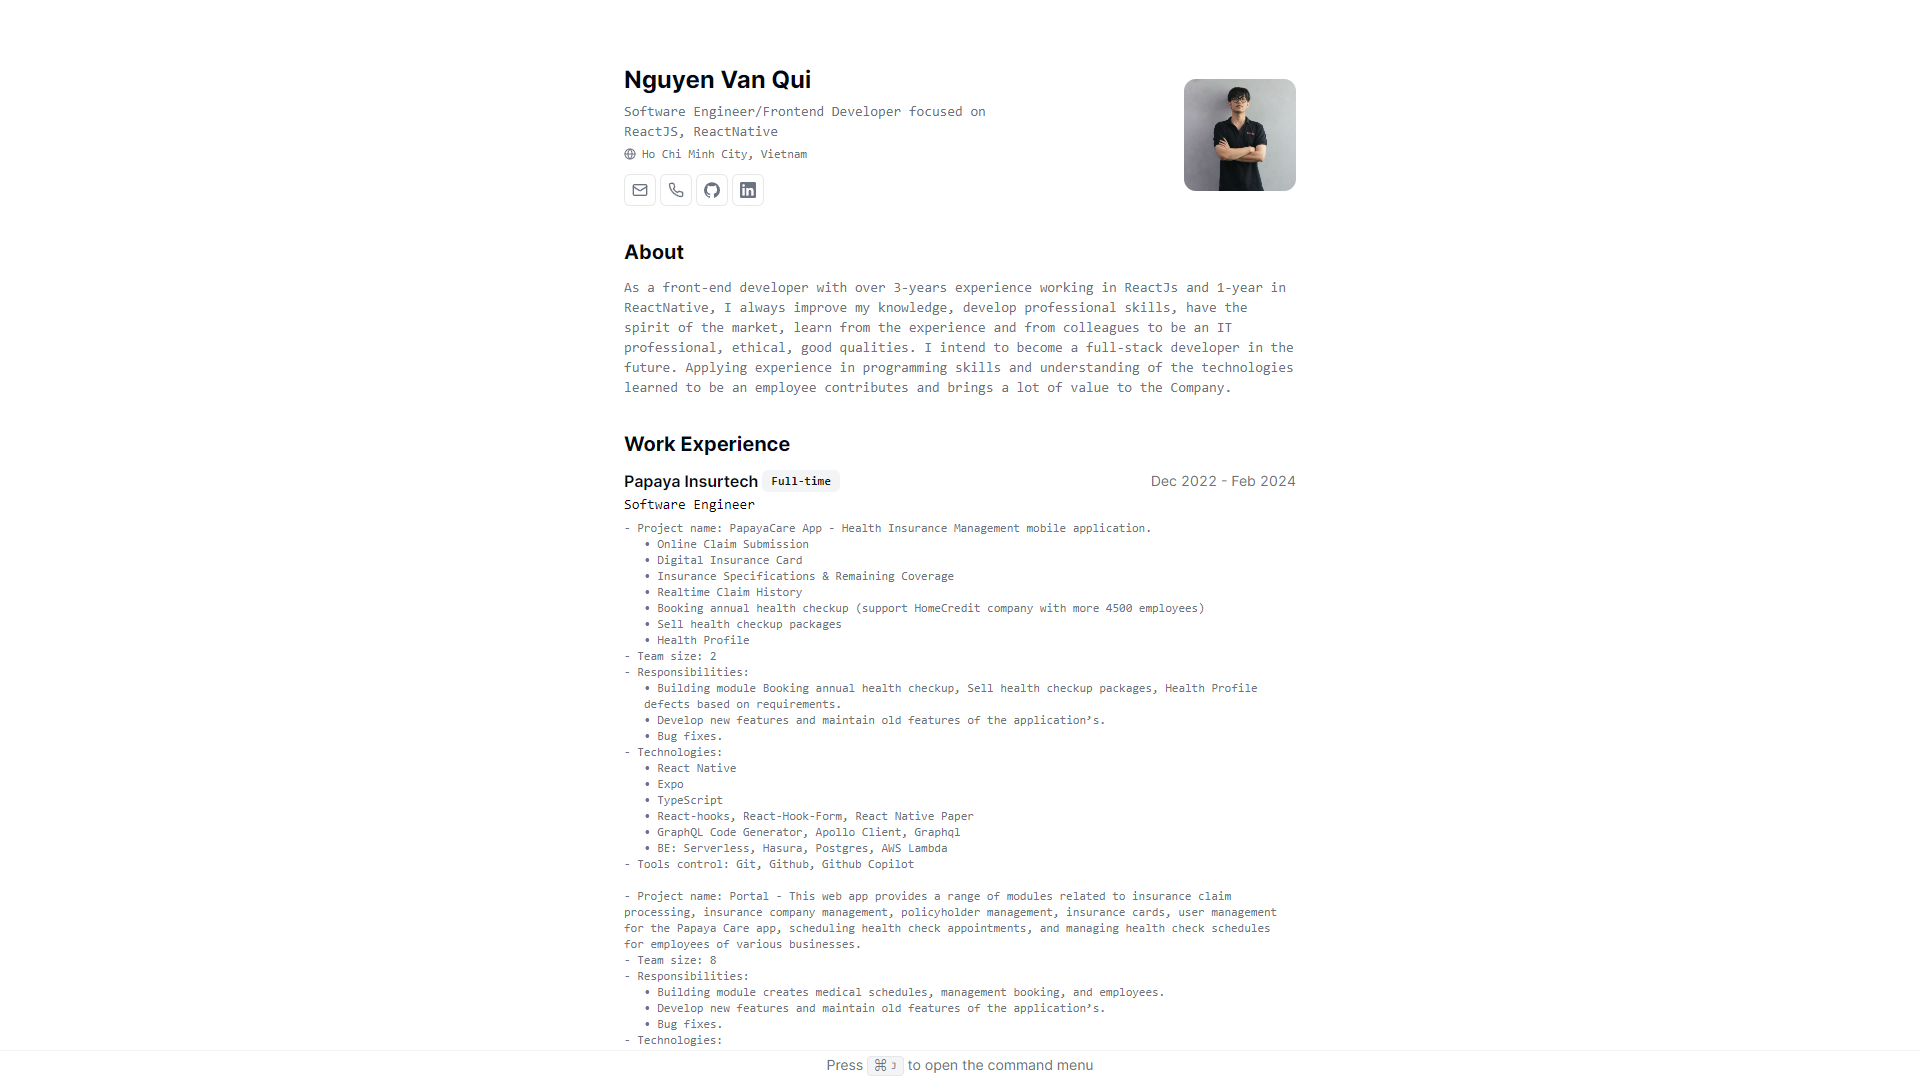 Nguyen Van Qui
Software Engineer/Frontend Developer focused on
ReactJS, ReactNative
Ho Chi Minh City, Vietnam
About
As a front-end developer with over 3-years experience working in ReactJs and 1-year in
ReactNative, I always improve my knowledge, develop professional skills, have the
spirit of the market, learn from the experience and from colleagues to be an IT
professional, ethical, good qualities. I intend to become a full-stack developer in the
future. Applying experience in programming skills and understanding of the technologies
learned to be an employee contributes and brings a lot of value to the Company.
Work Experience
Papaya Insurtech Full-time Dec 2022 - Feb 2024
Software Engineer
- Project name: PapayaCare App - Health Insurance Management mobile application.
• Online Claim Submission
• Digital Insurance Card
• Insurance Specifications & Remaining Coverage
• Realtime Claim History
• Booking annual health checkup (support HomeCredit company with more 4500 employees)
• Sell health checkup packages
• Health Profile
- Team size: 2
- Responsibilities:
• Building module Booking annual health checkup, Sell health checkup packages, Health Profile
defects based on requirements.
• Develop new features and maintain old features of the application’s.
• Bug fixes.
- Technologies:
• React Native
• Expo
• TypeScript
• React-hooks, React-Hook-Form, React Native Paper
• GraphQL Code Generator, Apollo Client, Graphql
• BE: Serverless, Hasura, Postgres, AWS Lambda
- Tools control: Git, Github, Github Copilot
- Project name: Portal - This web app provides a range of modules related to insurance claim
processing, insurance company management, policyholder management, insurance cards, user management
for the Papaya Care app, scheduling health check appointments, and managing health check schedules
for employees of various businesses.
- Team size: 8
- Responsibilities:
• Building module creates medical schedules, management booking, and employees.
• Develop new features and maintain old features of the application’s.
• Bug fixes.
- Technologies:
Press ⌘ J to open the command menu